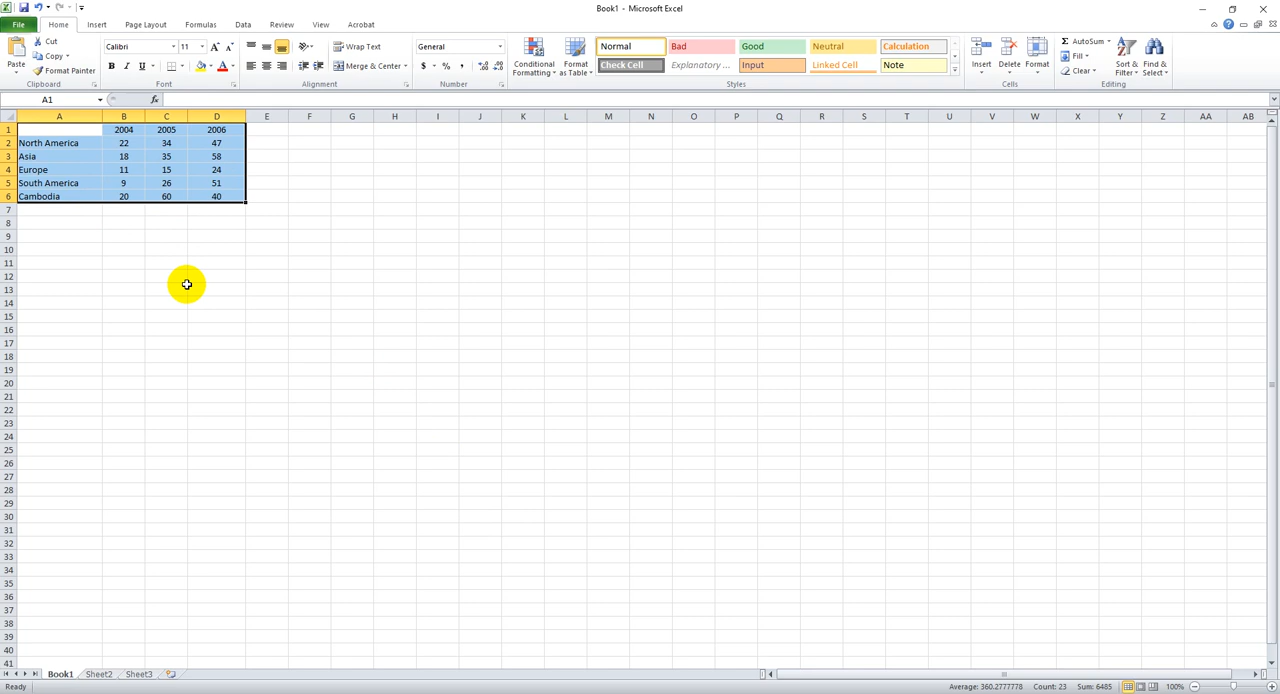 Book1 - Microsoft Excel
File Home Insert Page Layout Formulas Data Review View Acrobat
Paste
Cut
Copy
Format Painter
Clipboard
Calibri 11
B I U
Font
Wrap Text
Merge & Center
Alignment
General
$ % ,
Number
Conditional Formatting
Format as Table
Normal Bad Good Neutral Calculation
Check Cell Explanatory ... Input Linked Cell Note
Styles
Insert Delete Format
Cells
Σ AutoSum
Fill
Clear
Sort & Filter
Find & Select
Editing
A1 fx
A B C D E F G H I J K L M N O P Q R S T U V W X Y Z AA AB
1 2004 2005 2006
2 North America 22 34 47
3 Asia 18 35 58
4 Europe 11 15 24
5 South America 9 26 51
6 Cambodia 20 60 40
7
8
9
10
11
12
13
14
15
16
17
18
19
20
21
22
23
24
25
26
27
28
29
30
31
32
33
34
35
36
37
38
39
40
41
Book1 Sheet2 Sheet3
Ready Average: 360.2777778 Count: 23 Sum: 6485 100%